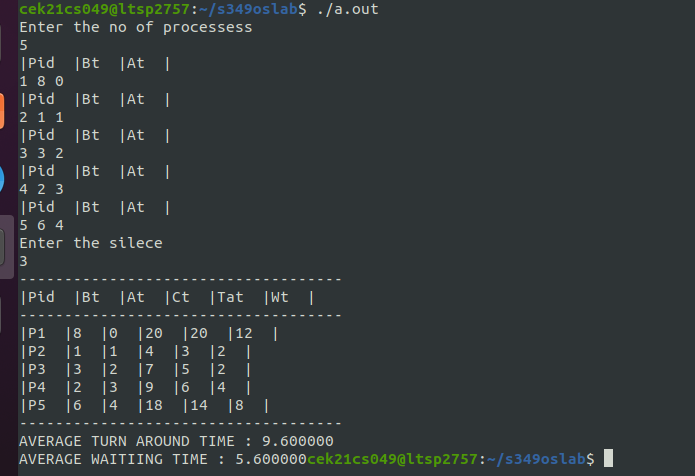 cek21cs049@ltsp2757:~/s349oslab$ ./a.out
Enter the no of processess
5
|Pid  |Bt  |At  |
1 8 0
|Pid  |Bt  |At  |
2 1 1
|Pid  |Bt  |At  |
3 3 2
|Pid  |Bt  |At  |
4 2 3
|Pid  |Bt  |At  |
5 6 4
Enter the silece
3
------------------------------------
|Pid  |Bt  |At  |Ct  |Tat  |Wt  |
------------------------------------
|P1  |8  |0  |20  |20  |12  |
|P2  |1  |1  |4  |3  |2  |
|P3  |3  |2  |7  |5  |2  |
|P4  |2  |3  |9  |6  |4  |
|P5  |6  |4  |18  |14  |8  |
------------------------------------
AVERAGE TURN AROUND TIME : 9.600000
AVERAGE WAITIING TIME : 5.600000cek21cs049@ltsp2757:~/s349oslab$